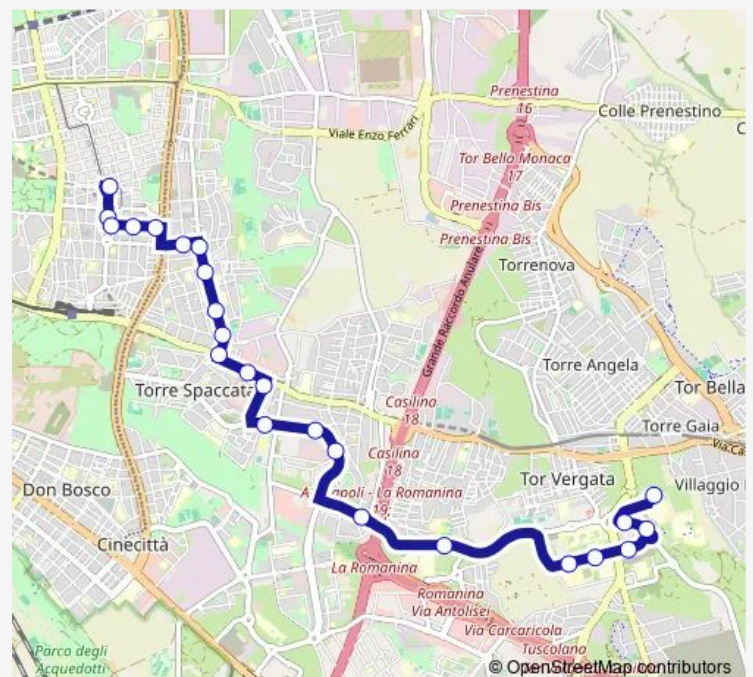 Prenestina
16
Colle Prenestino
Viale Enzo Ferrari
Tor Bella Monaca
17
Prenestina Bis
Prenestina Bis
Torrenova
Grande Raccordo Anulare
Torre Angela
Torre Spaccata
Tor Bella
Casilina
18
Torre Gaia
Via Ca
Casilina
18
Don Bosco
Tor Vergata
Villaggio
napoli - La Romanina
19
Cinecittà
La Romanina
Romanina
Via Antolisei
Via Carcaricola
Tuscolana
Parco degli
Acquedotti
© OpenStreetMap contributors